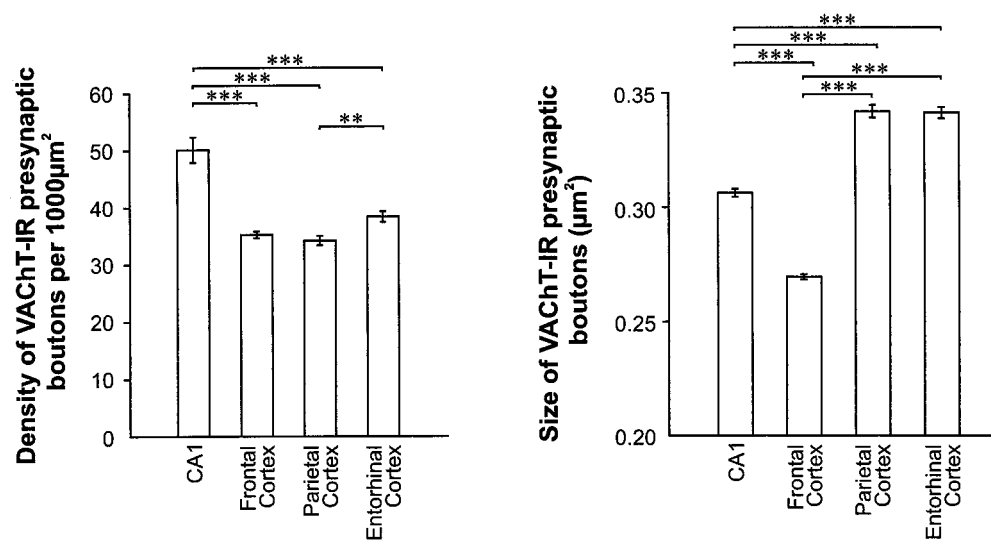 Density of VAChT-IR presynaptic
boutons per 1000µm²
60
50
40
30
20
10
0
***
***
***
**
CA1
Frontal
Cortex
Parietal
Cortex
Entorhinal
Cortex
Size of VAChT-IR presynaptic
boutons (µm²)
0.35
0.30
0.25
0.20
***
***
***
***
***
CA1
Frontal
Cortex
Parietal
Cortex
Entorhinal
Cortex